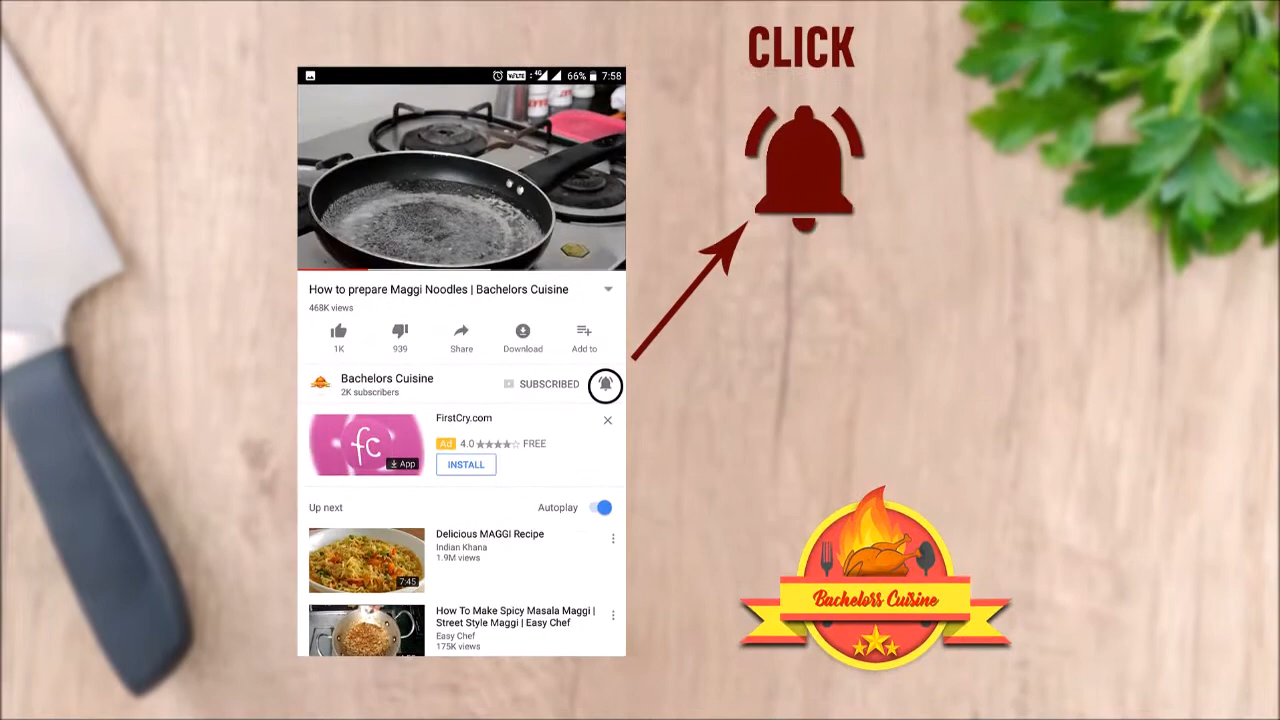 CLICK
VoLTE 4G 66% 7:58
How to prepare Maggi Noodles | Bachelors Cuisine
468K views
1K
939
Share
Download
Add to
Bachelors Cuisine
2K subscribers
SUBSCRIBED
FirstCry.com
Ad 4.0 FREE
fc
App
INSTALL
Up next
Autoplay
Delicious MAGGI Recipe
Indian Khana
1.9M views
7:45
How To Make Spicy Masala Maggi |
Street Style Maggi | Easy Chef
Easy Chef
175K views
Bachelors Cuisine